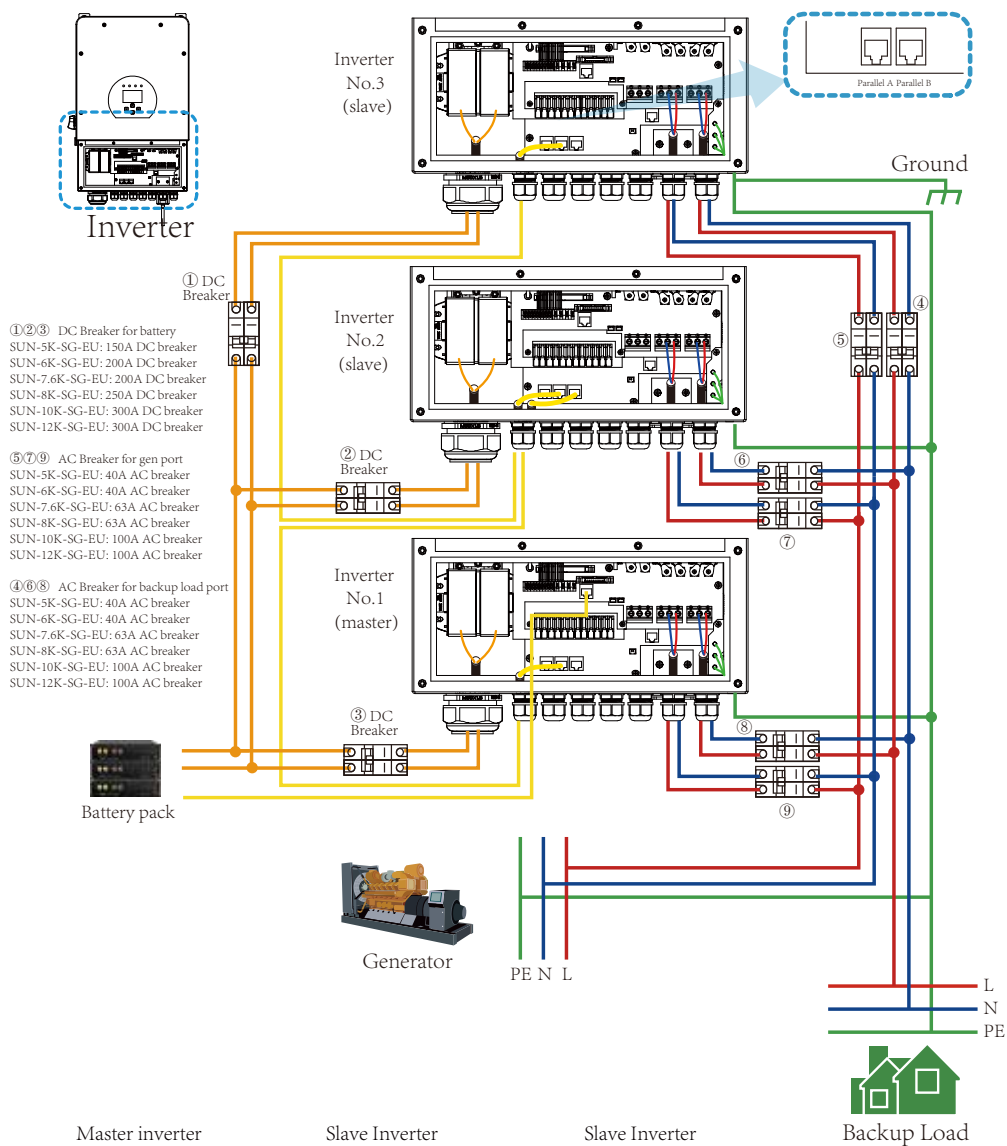 Inverter
Inverter
No.3
(slave)
Parallel A Parallel B
Ground
① DC
Breaker
①②③ DC Breaker for battery
SUN-5K-SG-EU: 150A DC breaker
SUN-6K-SG-EU: 200A DC breaker
SUN-7.6K-SG-EU: 200A DC breaker
SUN-8K-SG-EU: 250A DC breaker
SUN-10K-SG-EU: 300A DC breaker
SUN-12K-SG-EU: 300A DC breaker
⑤⑦⑨ AC Breaker for gen port
SUN-5K-SG-EU: 40A AC breaker
SUN-6K-SG-EU: 40A AC breaker
SUN-7.6K-SG-EU: 63A AC breaker
SUN-8K-SG-EU: 63A AC breaker
SUN-10K-SG-EU: 100A AC breaker
SUN-12K-SG-EU: 100A AC breaker
④⑥⑧ AC Breaker for backup load port
SUN-5K-SG-EU: 40A AC breaker
SUN-6K-SG-EU: 40A AC breaker
SUN-7.6K-SG-EU: 63A AC breaker
SUN-8K-SG-EU: 63A AC breaker
SUN-10K-SG-EU: 100A AC breaker
SUN-12K-SG-EU: 100A AC breaker
Inverter
No.2
(slave)
④
⑤
② DC
Breaker
⑥
⑦
Inverter
No.1
(master)
③ DC
Breaker
⑧
⑨
Battery pack
Generator
PE N L
L
N
PE
Backup Load
Master inverter
Slave Inverter
Slave Inverter